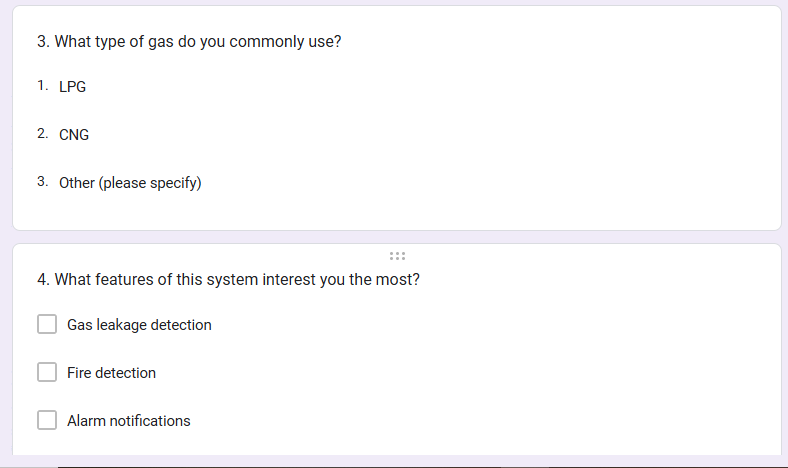 3. What type of gas do you commonly use?
1. LPG
2. CNG
3. Other (please specify)
4. What features of this system interest you the most?
Gas leakage detection
Fire detection
Alarm notifications